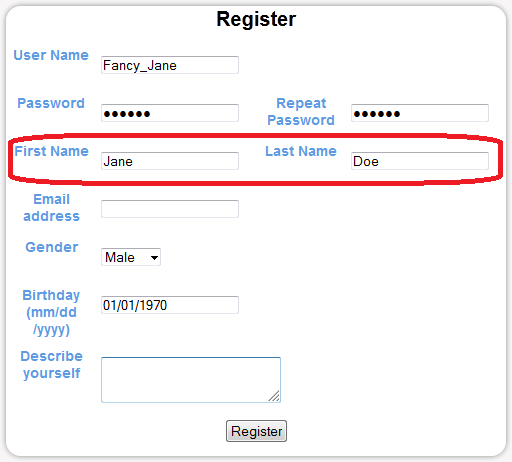 Register
User Name
Fancy_Jane
Password
••••••
Repeat
Password
••••••
First Name
Jane
Last Name
Doe
Email
address
Gender
Male
Birthday
(mm/dd
/yyyy)
01/01/1970
Describe
yourself
Register